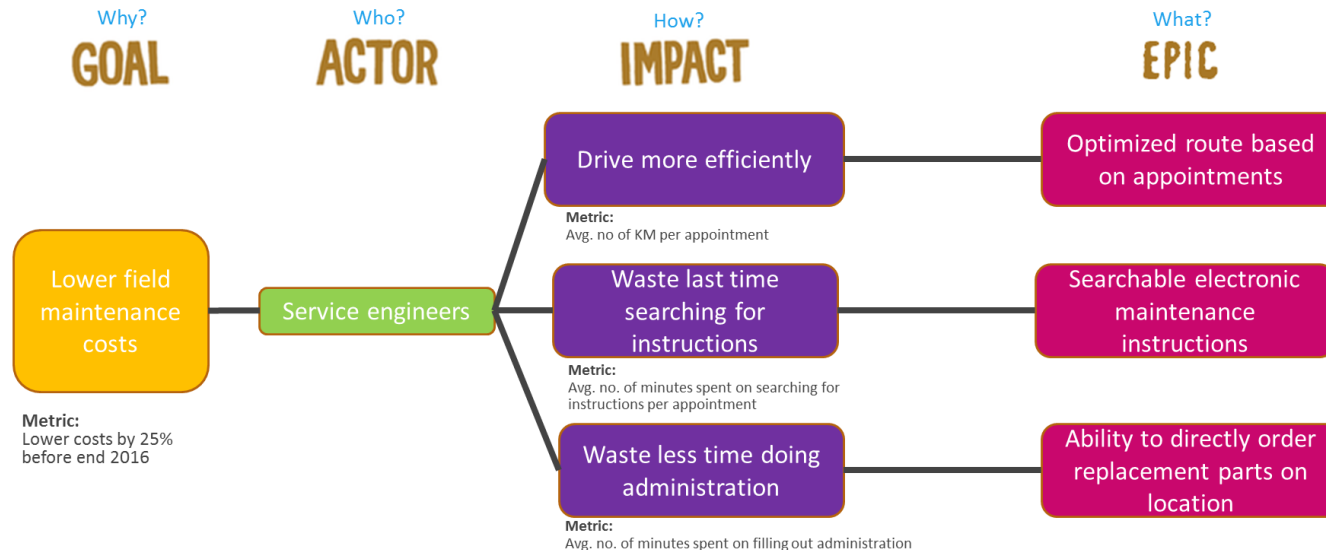 Why?
GOAL
Who?
ACTOR
How?
IMPACT
What?
EPIC
Lower field
maintenance
costs
Metric:
Lower costs by 25%
before end 2016
Service engineers
Drive more efficiently
Metric:
Avg. no of KM per appointment
Optimized route based
on appointments
Waste last time
searching for
instructions
Metric:
Avg. no. of minutes spent on searching for
instructions per appointment
Searchable electronic
maintenance
instructions
Waste less time doing
administration
Metric:
Avg. no. of minutes spent on filling out administration
Ability to directly order
replacement parts on
location